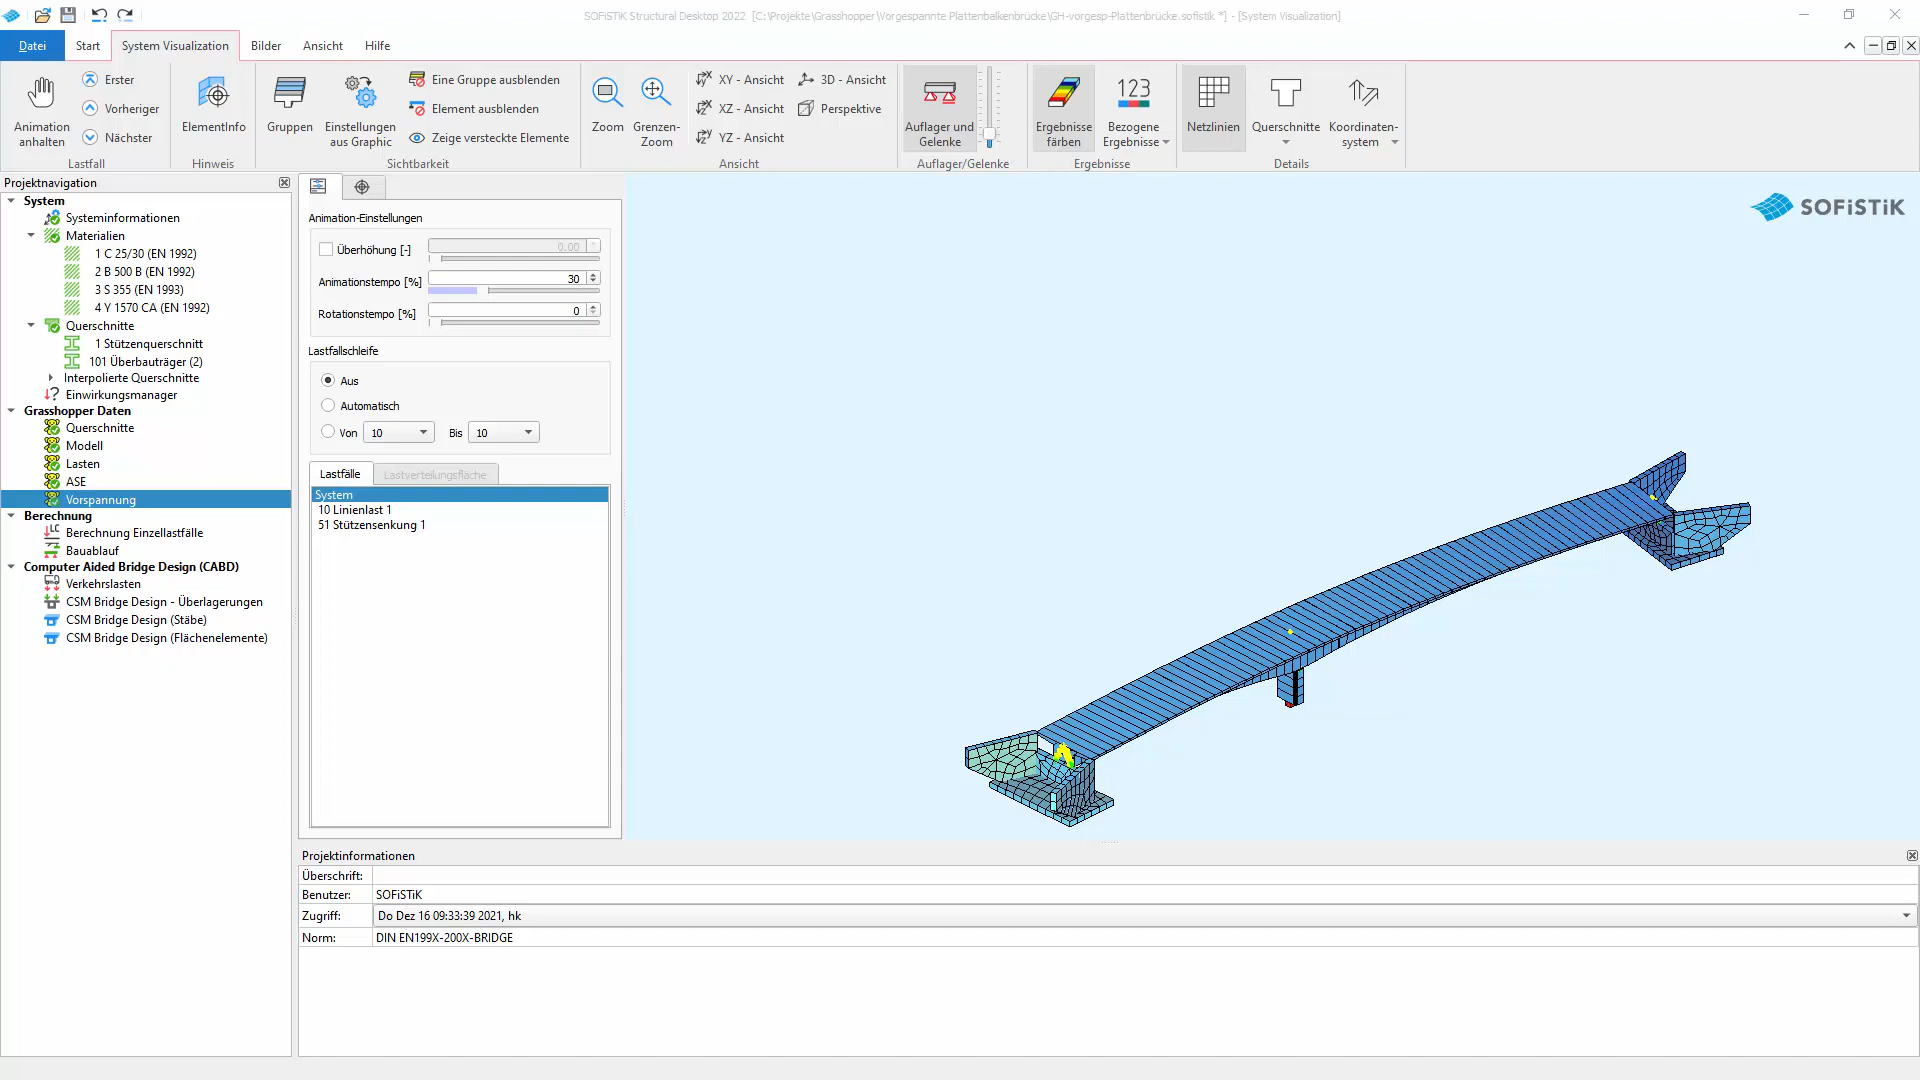 SOFiSTiK Structural Desktop 2022 [C:\Projekte\Grasshopper\Vorgespannte Plattenbalkenbrücke\GH-vorgesp-Plattenbrücke.sofistik *] - [System Visualization]
Datei Start System Visualization Bilder Ansicht Hilfe
Animation anhalten
Erster
Vorheriger
Nächster
Lastfall
ElementInfo
Hinweis
Gruppen
Einstellungen aus Graphic
Eine Gruppe ausblenden
Element ausblenden
Zeige versteckte Elemente
Sichtbarkeit
Zoom
Grenzen-Zoom
XY - Ansicht
XZ - Ansicht
YZ - Ansicht
3D - Ansicht
Perspektive
Ansicht
Auflager und Gelenke
Auflager/Gelenke
Ergebnisse färben
123
Bezogene Ergebnisse
Ergebnisse
Netzlinien
Querschnitte
Koordinaten-system
Details
Projektnavigation
System
Systeminformationen
Materialien
1 C 25/30 (EN 1992)
2 B 500 B (EN 1992)
3 S 355 (EN 1993)
4 Y 1570 CA (EN 1992)
Querschnitte
1 Stützenquerschnitt
101 Überbauträger (2)
Interpolierte Querschnitte
Einwirkungsmanager
Grasshopper Daten
Querschnitte
Modell
Lasten
ASE
Vorspannung
Berechnung
Berechnung Einzellastfälle
Bauablauf
Computer Aided Bridge Design (CABD)
Verkehrslasten
CSM Bridge Design - Überlagerungen
CSM Bridge Design (Stäbe)
CSM Bridge Design (Flächenelemente)
Animation-Einstellungen
Überhöhung [-] 0.00
Animationstempo [%] 30
Rotationstempo [%] 0
Lastfallschleife
Aus
Automatisch
Von 10 Bis 10
Lastfälle Lastverteilungsfläche
System
10 Linienlast 1
51 Stützensenkung 1
SOFiSTiK
Projektinformationen
Überschrift:
Benutzer: SOFiSTiK
Zugriff: Do Dez 16 09:33:39 2021, hk
Norm: DIN EN199X-200X-BRIDGE